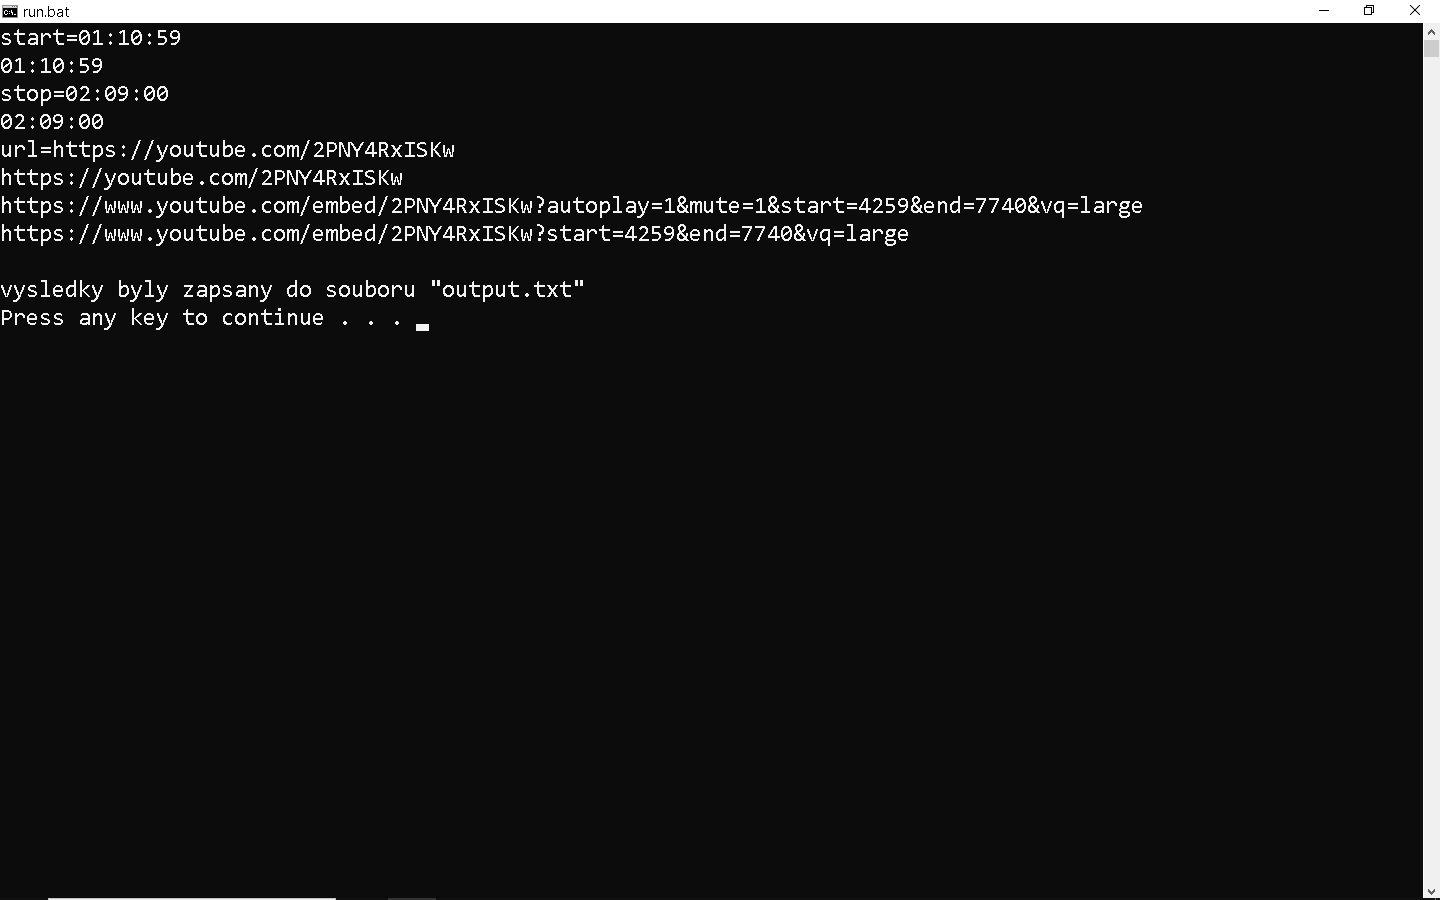 run.bat
start=01:10:59
01:10:59
stop=02:09:00
02:09:00
url=https://youtube.com/2PNY4RxISKw
https://youtube.com/2PNY4RxISKw
https://www.youtube.com/embed/2PNY4RxISKw?autoplay=1&mute=1&start=4259&end=7740&vq=large
https://www.youtube.com/embed/2PNY4RxISKw?start=4259&end=7740&vq=large
vysledky byly zapsany do souboru "output.txt"
Press any key to continue . . .